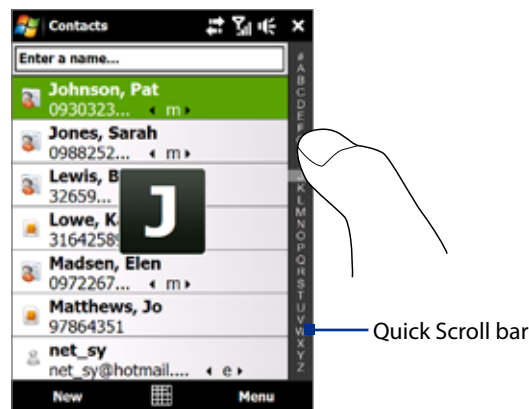 Contacts
Enter a name...
Johnson, Pat
0930323... m
Jones, Sarah
0988252... m
Lewis, B
32659...
J
Lowe, K
3164258
Madsen, Elen
0972267... m
Matthews, Jo
97864351
net_sy
net_sy@hotmail.... e
#
A
B
C
D
E
F
J
K
L
M
N
O
P
Q
R
S
T
U
V
W
X
Y
Z
Quick Scroll bar
New Menu